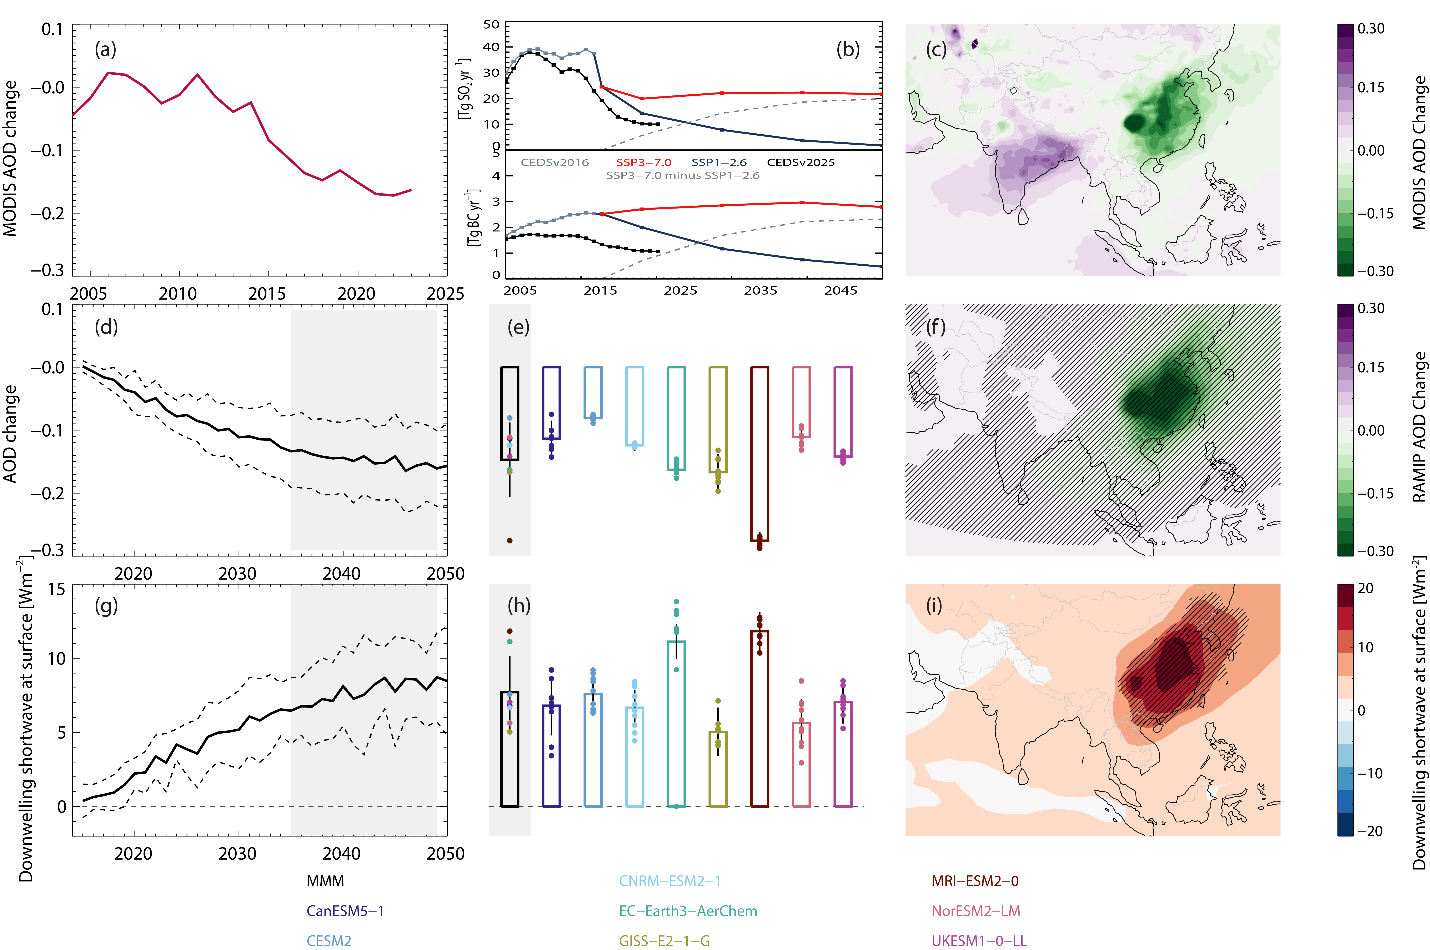 (a)
0.1
−0.0
−0.1
−0.2
−0.3
MODIS AOD change
2005 2010 2015 2020 2025
(b)
50
40
30
20
10
0
[Tg SO₂ yr⁻¹]
CEDSv2016 SSP3−7.0 SSP1−2.6 CEDSv2025
SSP3−7.0 minus SSP1−2.6
5
4
3
2
1
0
[Tg BC yr⁻¹]
2005 2015 2025 2035 2045
(c)
0.30
0.15
0.00
−0.15
−0.30
MODIS AOD Change
(d)
0.1
−0.0
−0.1
−0.2
−0.3
AOD change
2020 2030 2040 2050
(e)
(f)
0.30
0.15
0.00
−0.15
−0.30
RAMIP AOD Change
(g)
15
10
5
0
Downwelling shortwave at surface [Wm⁻²]
2020 2030 2040 2050
(h)
(i)
20
10
0
−10
−20
Downwelling shortwave at surface [Wm⁻²]
MMM CNRM−ESM2−1 MRI−ESM2−0
CanESM5−1 EC−Earth3−AerChem NorESM2−LM
CESM2 GISS−E2−1−G UKESM1−0−LL